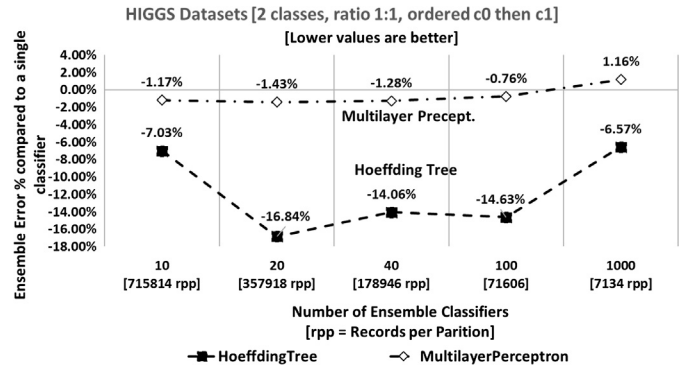 HIGGS Datasets [2 classes, ratio 1:1, ordered c0 then c1]
[Lower values are better]
Ensemble Error % compared to a single
classifier
4.00%
2.00%
0.00%
-2.00%
-4.00%
-6.00%
-8.00%
-10.00%
-12.00%
-14.00%
-16.00%
-18.00%
-1.17%
-1.43%
-1.28%
-0.76%
1.16%
Multilayer Precept.
-7.03%
-16.84%
-14.06%
-14.63%
-6.57%
Hoeffding Tree
10
[715814 rpp]
20
[357918 rpp]
40
[178946 rpp]
100
[71606]
1000
[7134 rpp]
Number of Ensemble Classifiers
[rpp = Records per Parition]
HoeffdingTree
MultilayerPerceptron